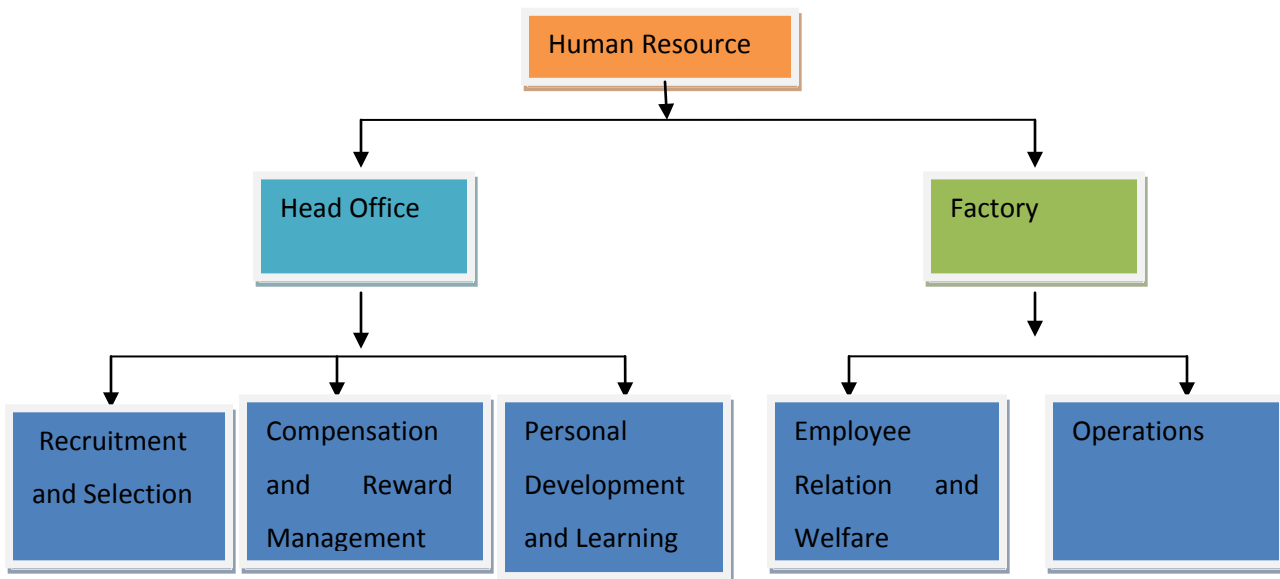 Human Resource
Head Office
Factory
Recruitment
and Selection
Compensation
and Reward
Management
Personal
Development
and Learning
Employee
Relation and
Welfare
Operations